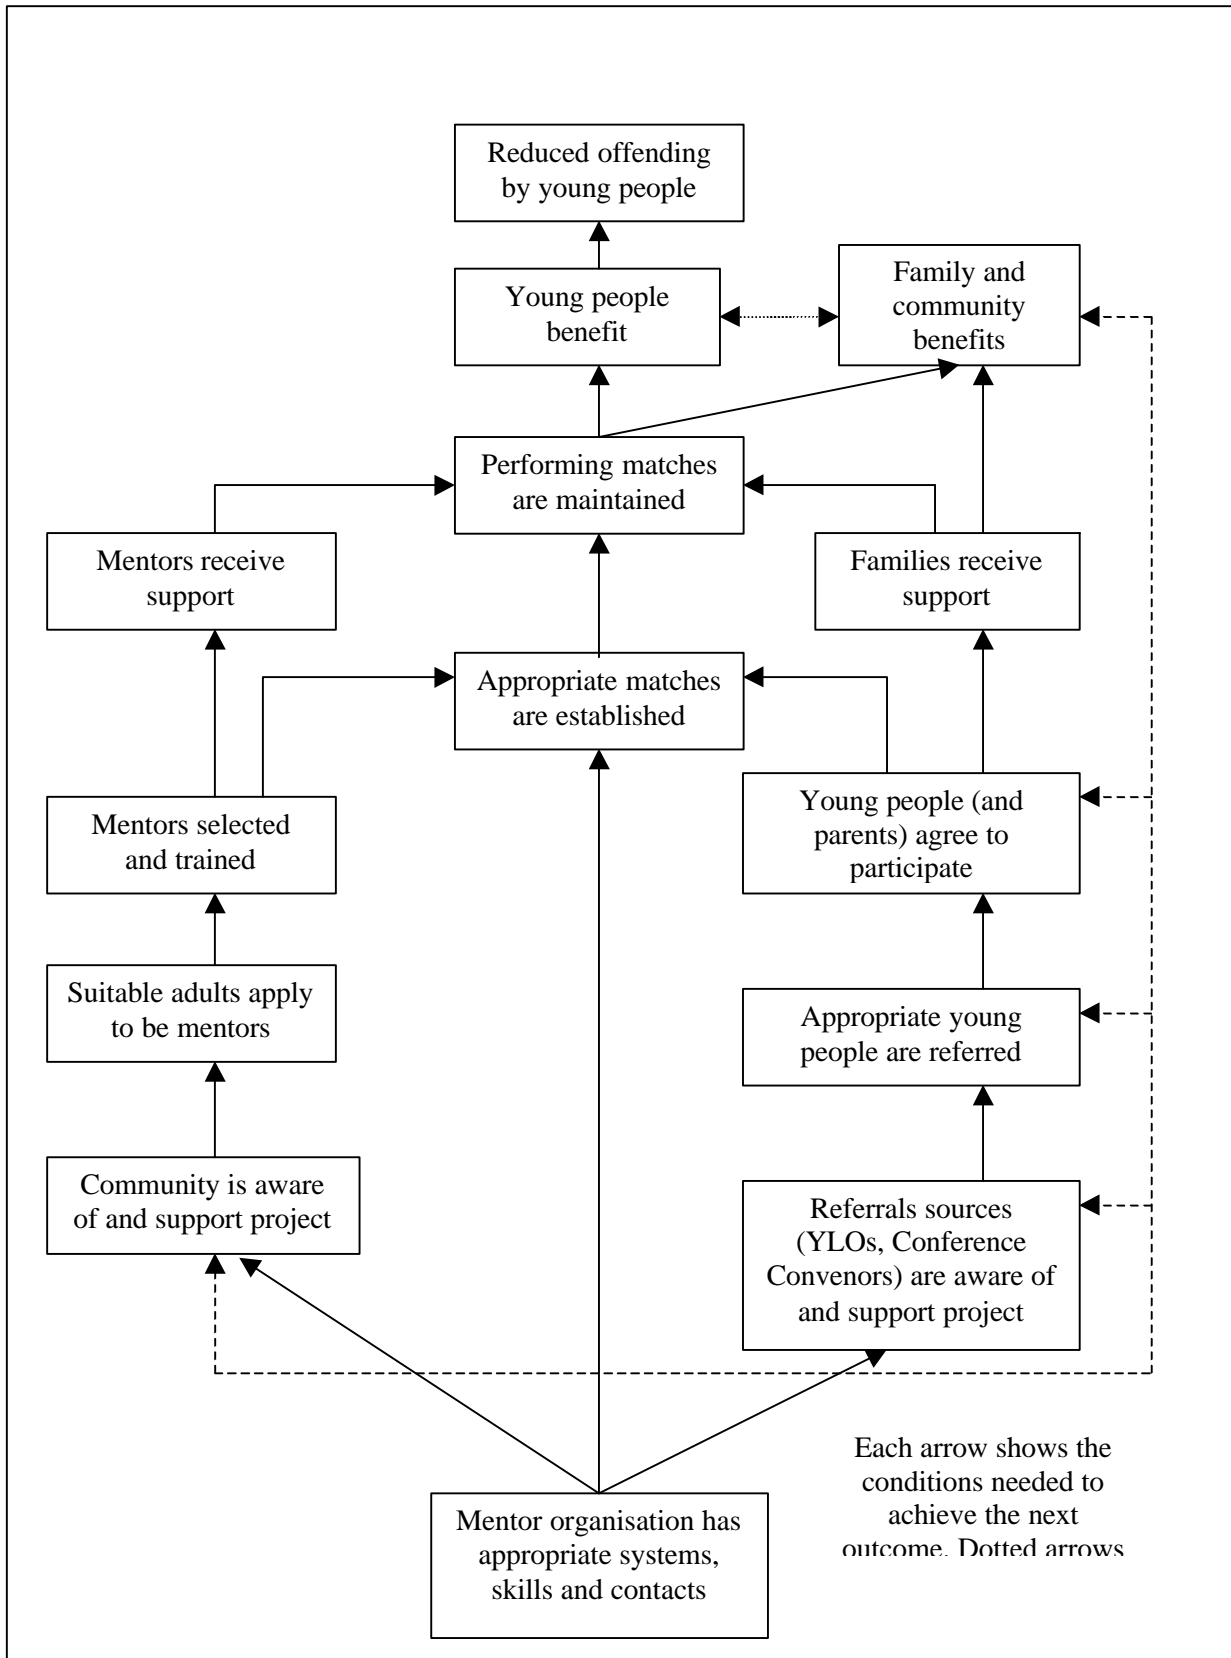 Reduced offending
by young people
Young people
benefit
Family and
community
benefits
Performing matches
are maintained
Mentors receive
support
Families receive
support
Appropriate matches
are established
Mentors selected
and trained
Young people (and
parents) agree to
participate
Suitable adults apply
to be mentors
Appropriate young
people are referred
Community is aware
of and support project
Referrals sources
(YLOs, Conference
Convenors) are aware of
and support project
Mentor organisation has
appropriate systems,
skills and contacts
Each arrow shows the
conditions needed to
achieve the next
outcome. Dotted arrows